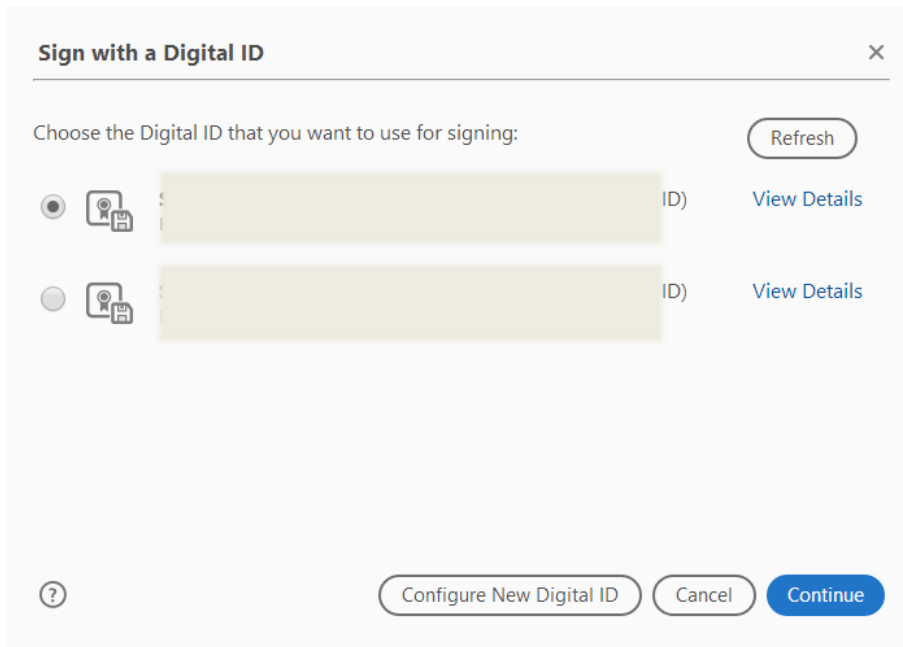 Sign with a Digital ID
Choose the Digital ID that you want to use for signing:
Refresh
ID)
View Details
ID)
View Details
?
Configure New Digital ID
Cancel
Continue